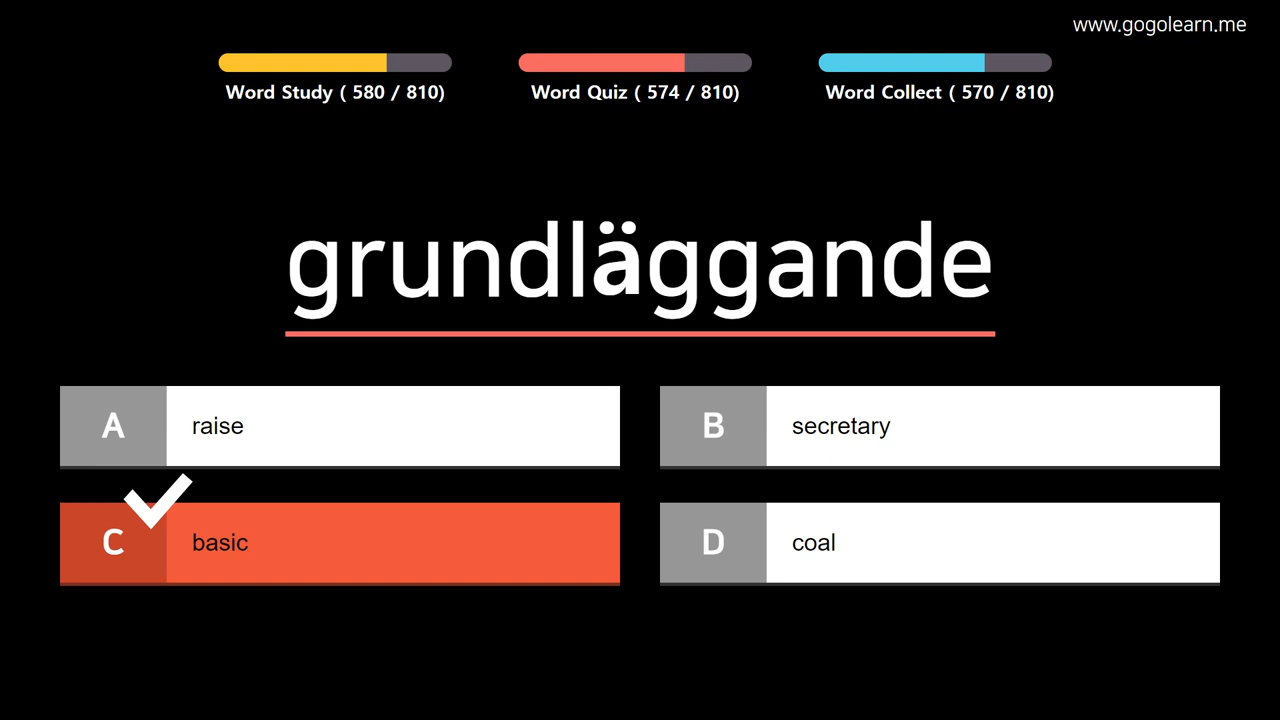 www.gogolearn.me
Word Study ( 580 / 810)
Word Quiz ( 574 / 810)
Word Collect ( 570 / 810)
grundläggande
A raise
B secretary
C basic
D coal